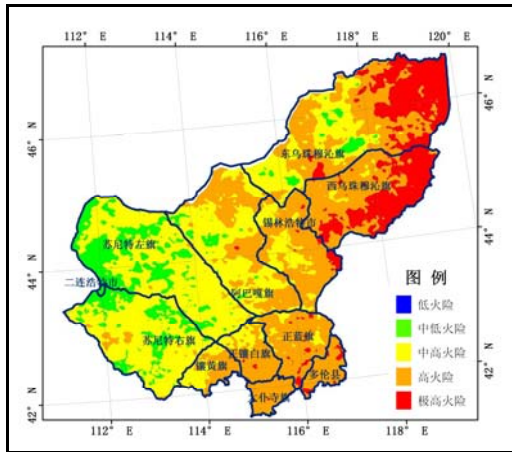 112° E 114° E 116° E 118° E 120° E
46° N
46° N
东乌珠穆沁旗
西乌珠穆沁旗
锡林浩特市
苏尼特左旗
44° N
44° N
二连浩特市
阿巴嘎旗
图 例
低火险
中低火险
中高火险
高火险
极高火险
苏尼特右旗
正蓝旗
正镶白旗
镶黄旗
多伦县
太仆寺旗
42° N
42° N
112° E 114° E 116° E 118° E